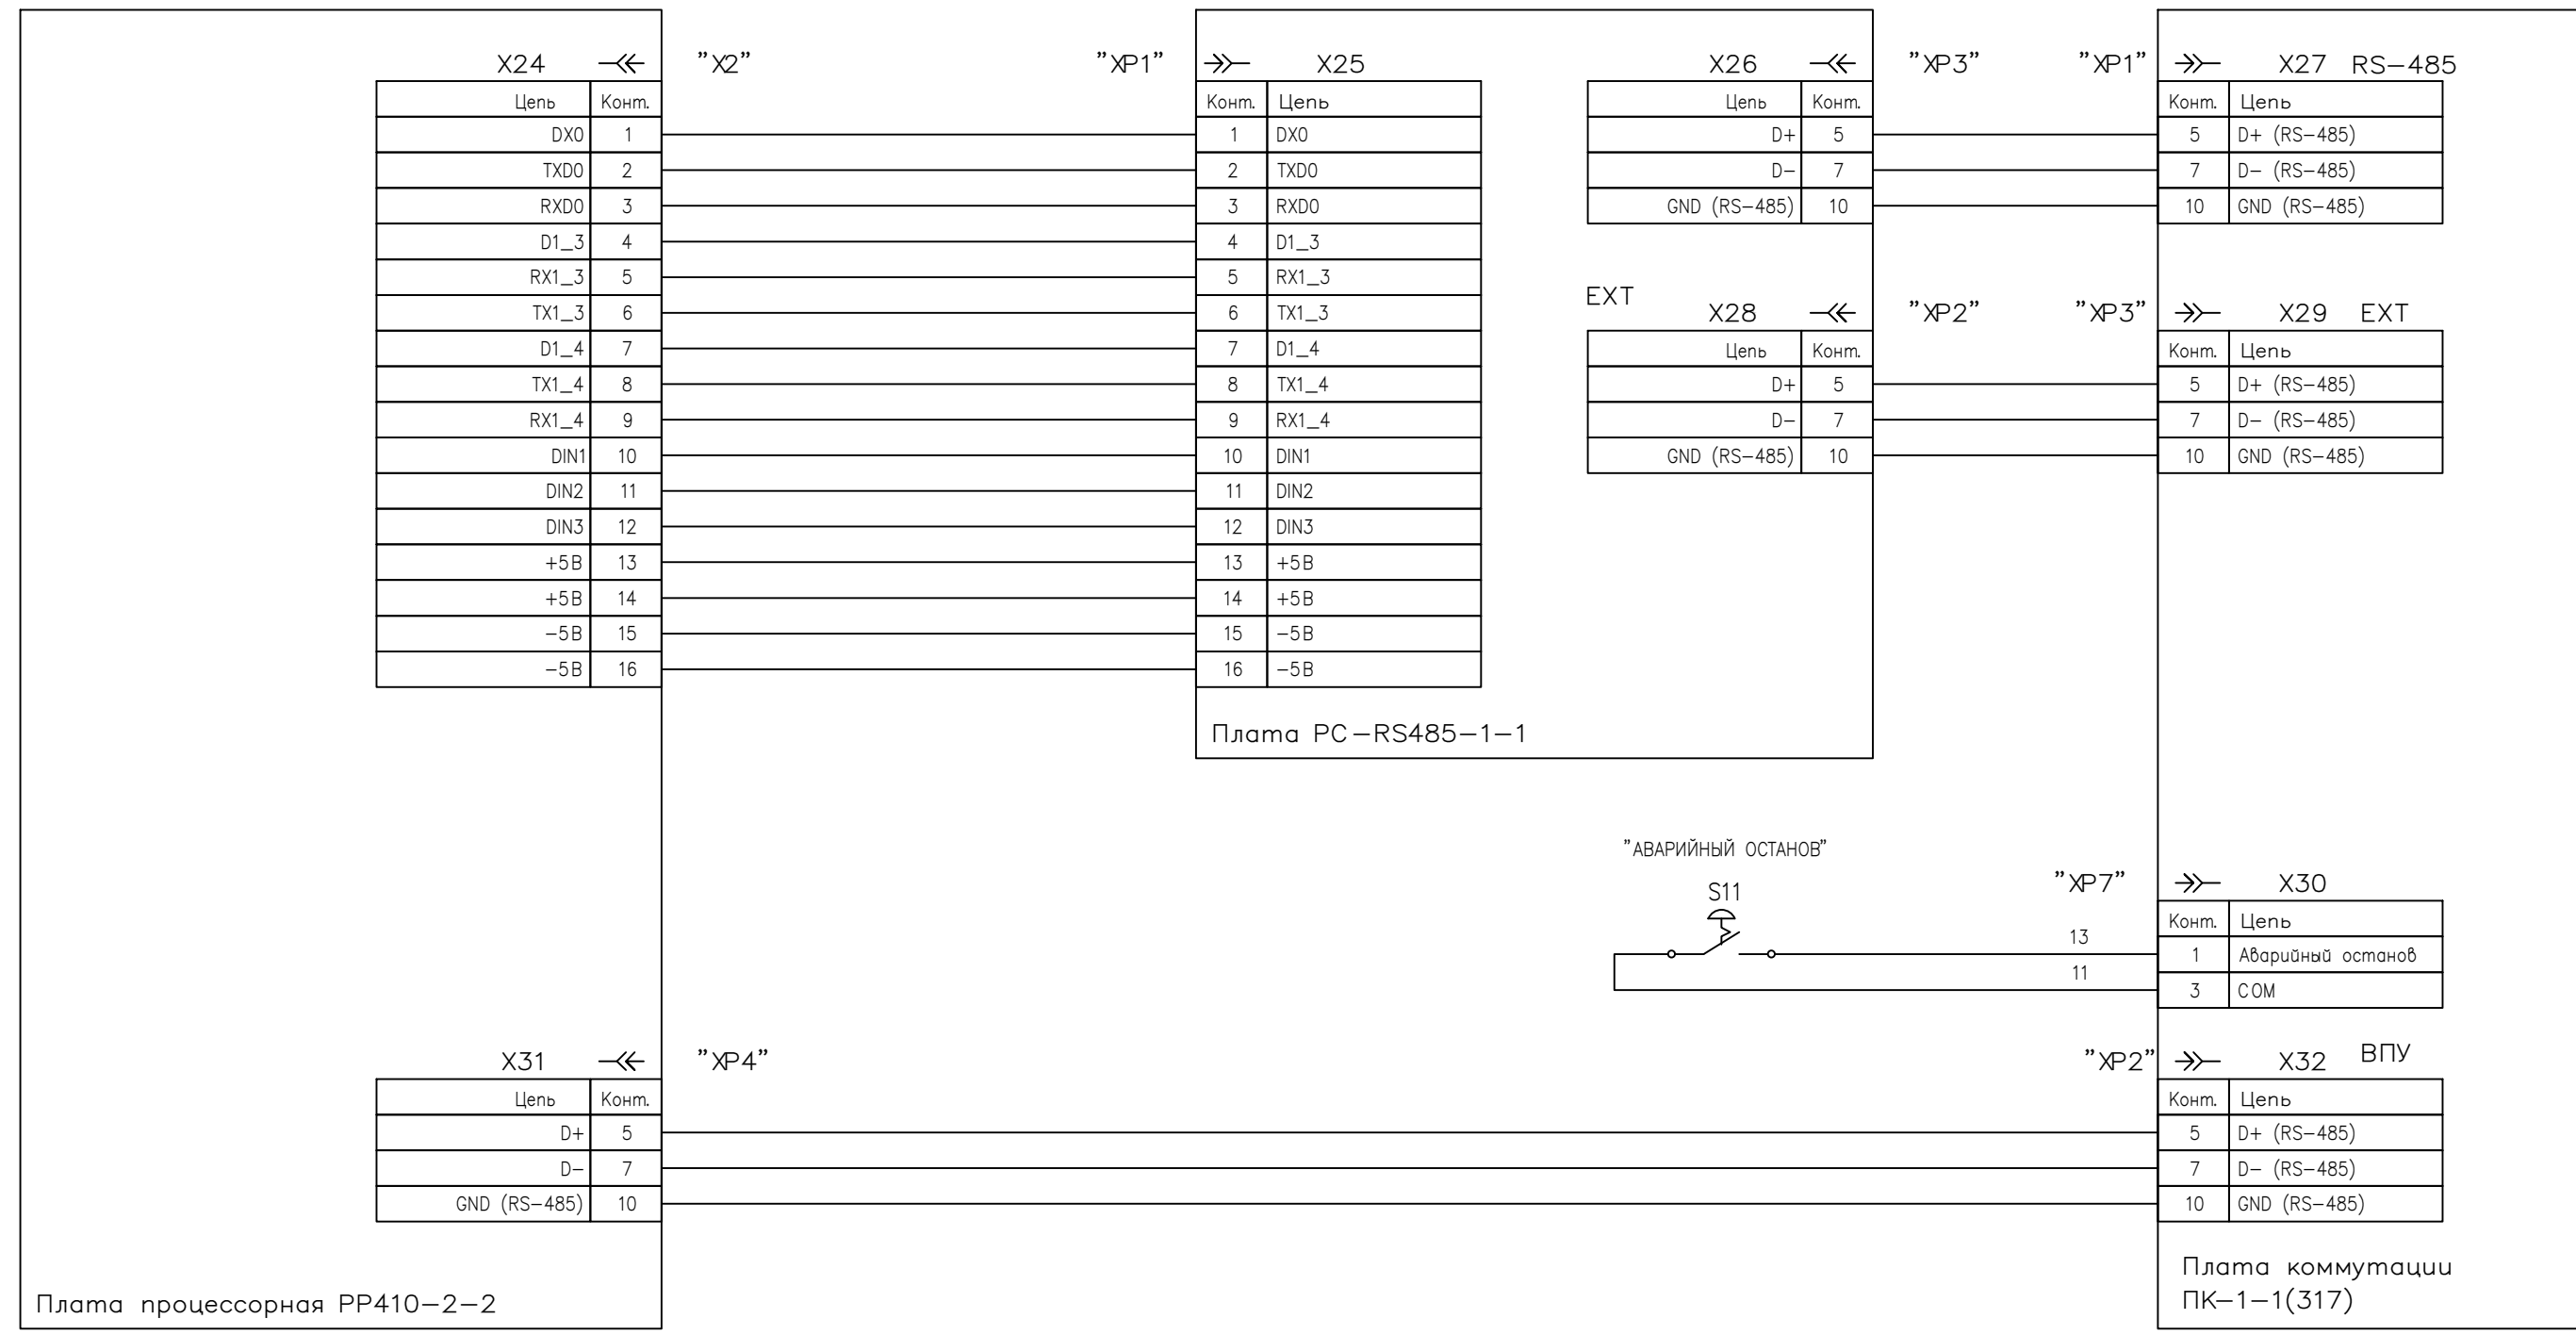 X24 "X2"
Цепь Конт.
DX0 1
TXD0 2
RXD0 3
D1_3 4
RX1_3 5
TX1_3 6
D1_4 7
TX1_4 8
RX1_4 9
DIN1 10
DIN2 11
DIN3 12
+5В 13
+5В 14
-5В 15
-5В 16
"XP1" X25
Конт. Цепь
1 DX0
2 TXD0
3 RXD0
4 D1_3
5 RX1_3
6 TX1_3
7 D1_4
8 TX1_4
9 RX1_4
10 DIN1
11 DIN2
12 DIN3
13 +5В
14 +5В
15 -5В
16 -5В
X26 "XP3"
Цепь Конт.
D+ 5
D- 7
GND (RS-485) 10
EXT
X28 "XP2"
Цепь Конт.
D+ 5
D- 7
GND (RS-485) 10
Плата PC-RS485-1-1
"XP1" X27 RS-485
Конт. Цепь
5 D+ (RS-485)
7 D- (RS-485)
10 GND (RS-485)
"XP3" X29 EXT
Конт. Цепь
5 D+ (RS-485)
7 D- (RS-485)
10 GND (RS-485)
"АВАРИЙНЫЙ ОСТАНОВ"
S11
13
11
"XP7" X30
Конт. Цепь
1 Аварийный останов
3 COM
X31 "XP4"
Цепь Конт.
D+ 5
D- 7
GND (RS-485) 10
"XP2" X32 ВПУ
Конт. Цепь
5 D+ (RS-485)
7 D- (RS-485)
10 GND (RS-485)
Плата процессорная PP410-2-2
Плата коммутации
ПК-1-1(317)